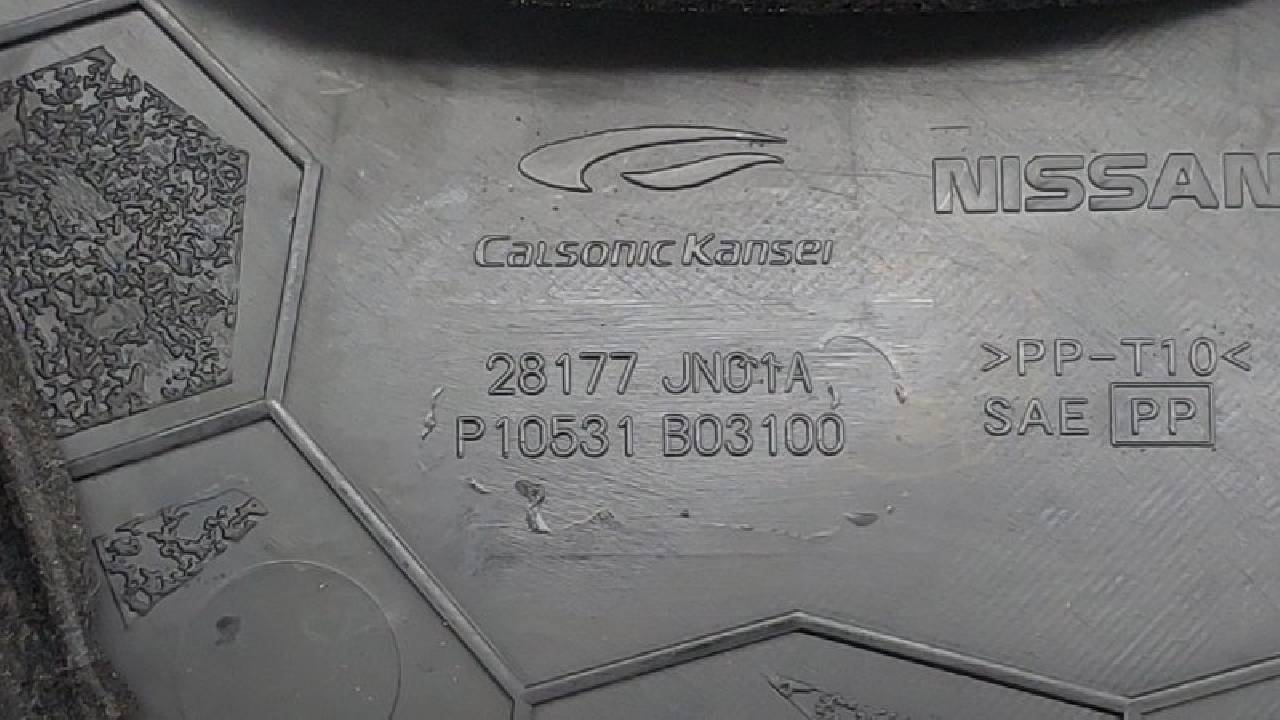 Calsonic Kansei
NISSAN
28177 JN01A
P10531 B03100
>PP-T10<
SAE PP